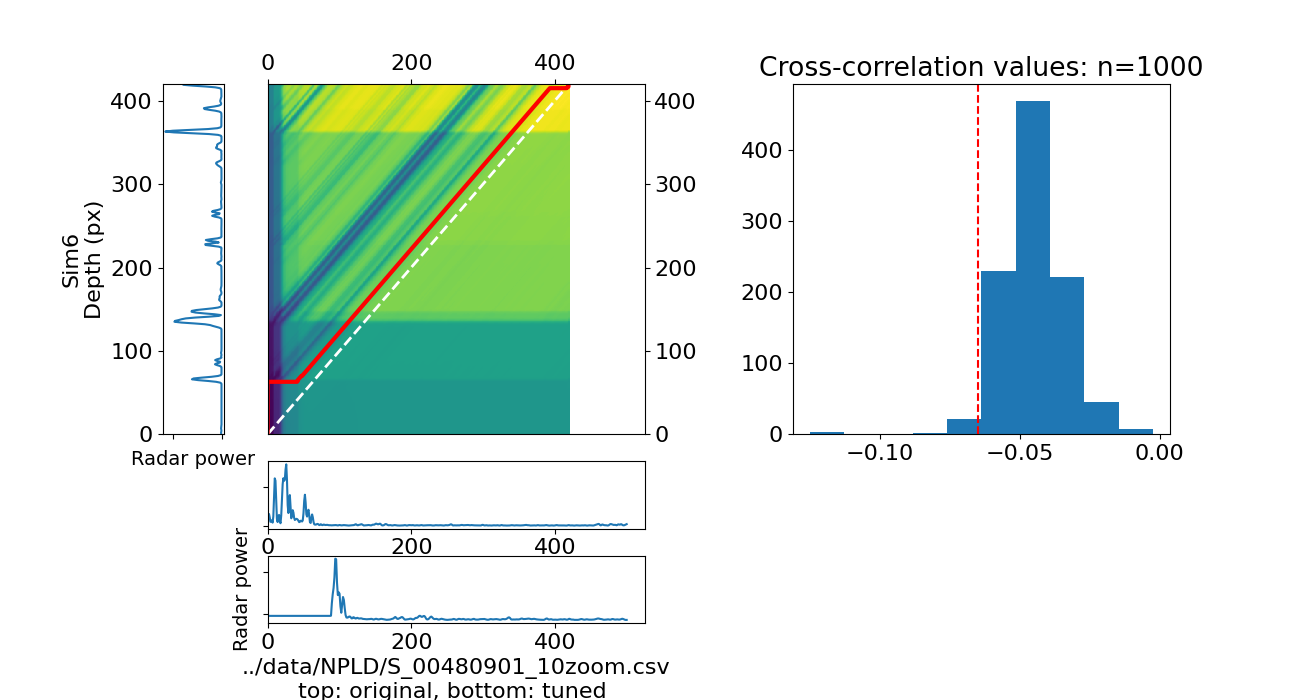 Cross-correlation values: n=1000
0 200 400
400
300
200
100
0
Sim6
Depth (px)
Radar power
400
300
200
100
0
400
300
200
100
0
−0.10 −0.05 0.00
0 200 400
Radar power
0 200 400
../data/NPLD/S_00480901_10zoom.csv
top: original, bottom: tuned